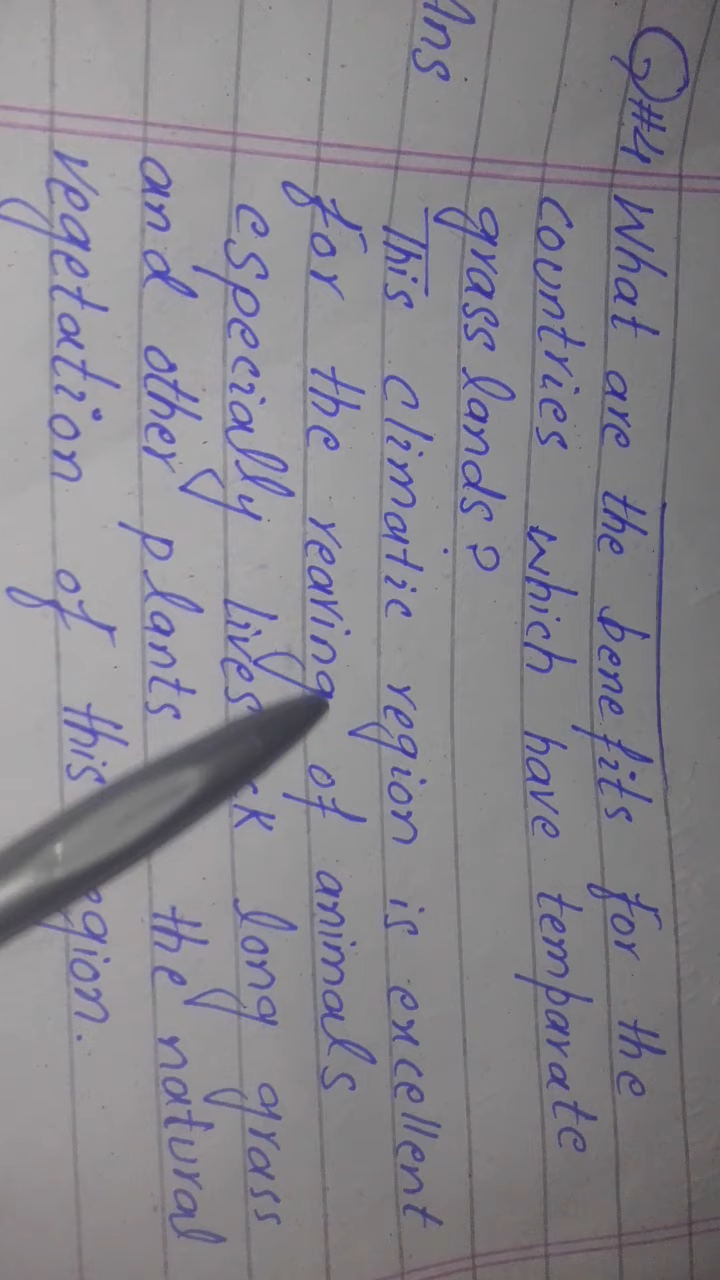 Q#4 What are the benefits for the
countries which have temparate
grass lands?
Ans This climatic region is excellent
for the rearing of animals
especially long grass
and other plants the natural
vegetation of this